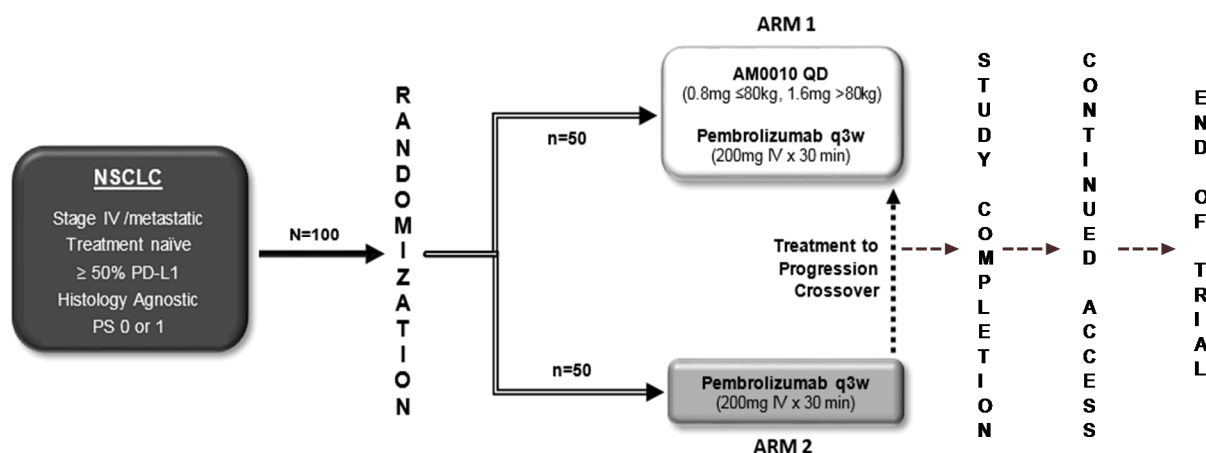 NSCLC
Stage IV /metastatic
Treatment naïve
≥ 50% PD-L1
Histology Agnostic
PS 0 or 1
N=100
RANDOMIZATION
n=50
n=50
ARM 1
AM0010 QD
(0.8mg ≤80kg, 1.6mg >80kg)
Pembrolizumab q3w
(200mg IV x 30 min)
Treatment to
Progression
Crossover
Pembrolizumab q3w
(200mg IV x 30 min)
ARM 2
STUDY COMPLETION
CONTINUED ACCESS
END OF TRIAL